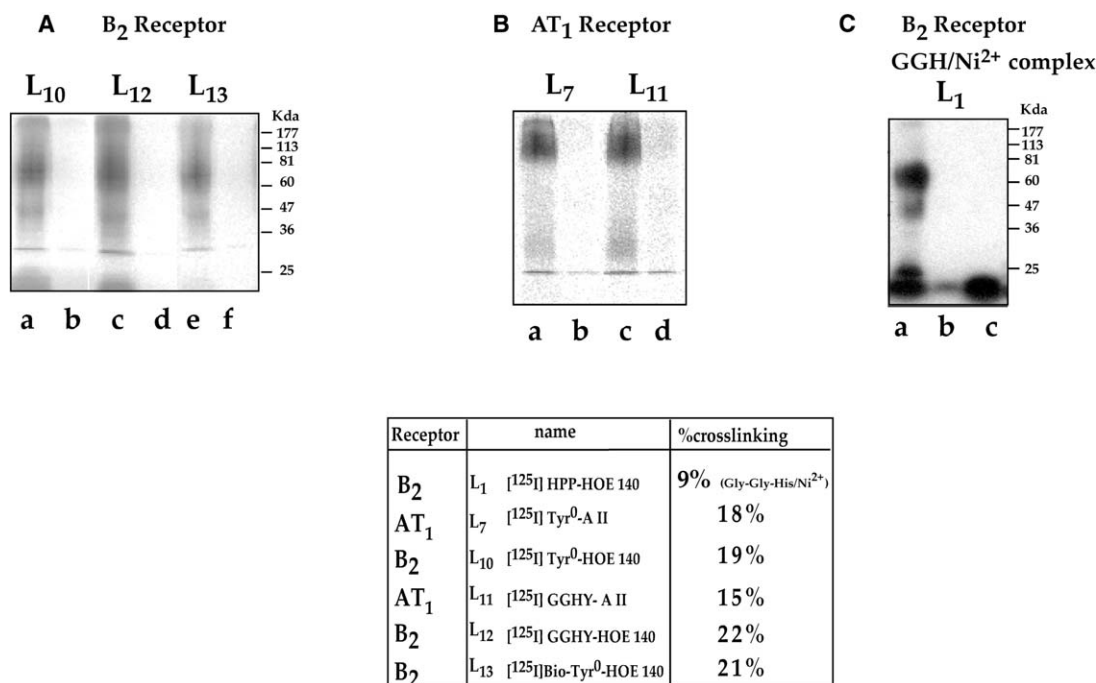 A B₂ Receptor
L₁₀ L₁₂ L₁₃
Kda
177
113
81
60
47
36
25
a b c d e f
B AT₁ Receptor
L₇ L₁₁
a b c d
C B₂ Receptor
GGH/Ni²⁺ complex
L₁
Kda
177
113
81
60
47
36
25
a b c
Receptor name %crosslinking
B₂ L₁ [¹²⁵I] HPP-HOE 140 9% (Gly-Gly-His/Ni²⁺)
AT₁ L₇ [¹²⁵I] Tyr⁰-A II 18%
B₂ L₁₀ [¹²⁵I] Tyr⁰-HOE 140 19%
AT₁ L₁₁ [¹²⁵I] GGHY- A II 15%
B₂ L₁₂ [¹²⁵I] GGHY-HOE 140 22%
B₂ L₁₃ [¹²⁵I]Bio-Tyr⁰-HOE 140 21%